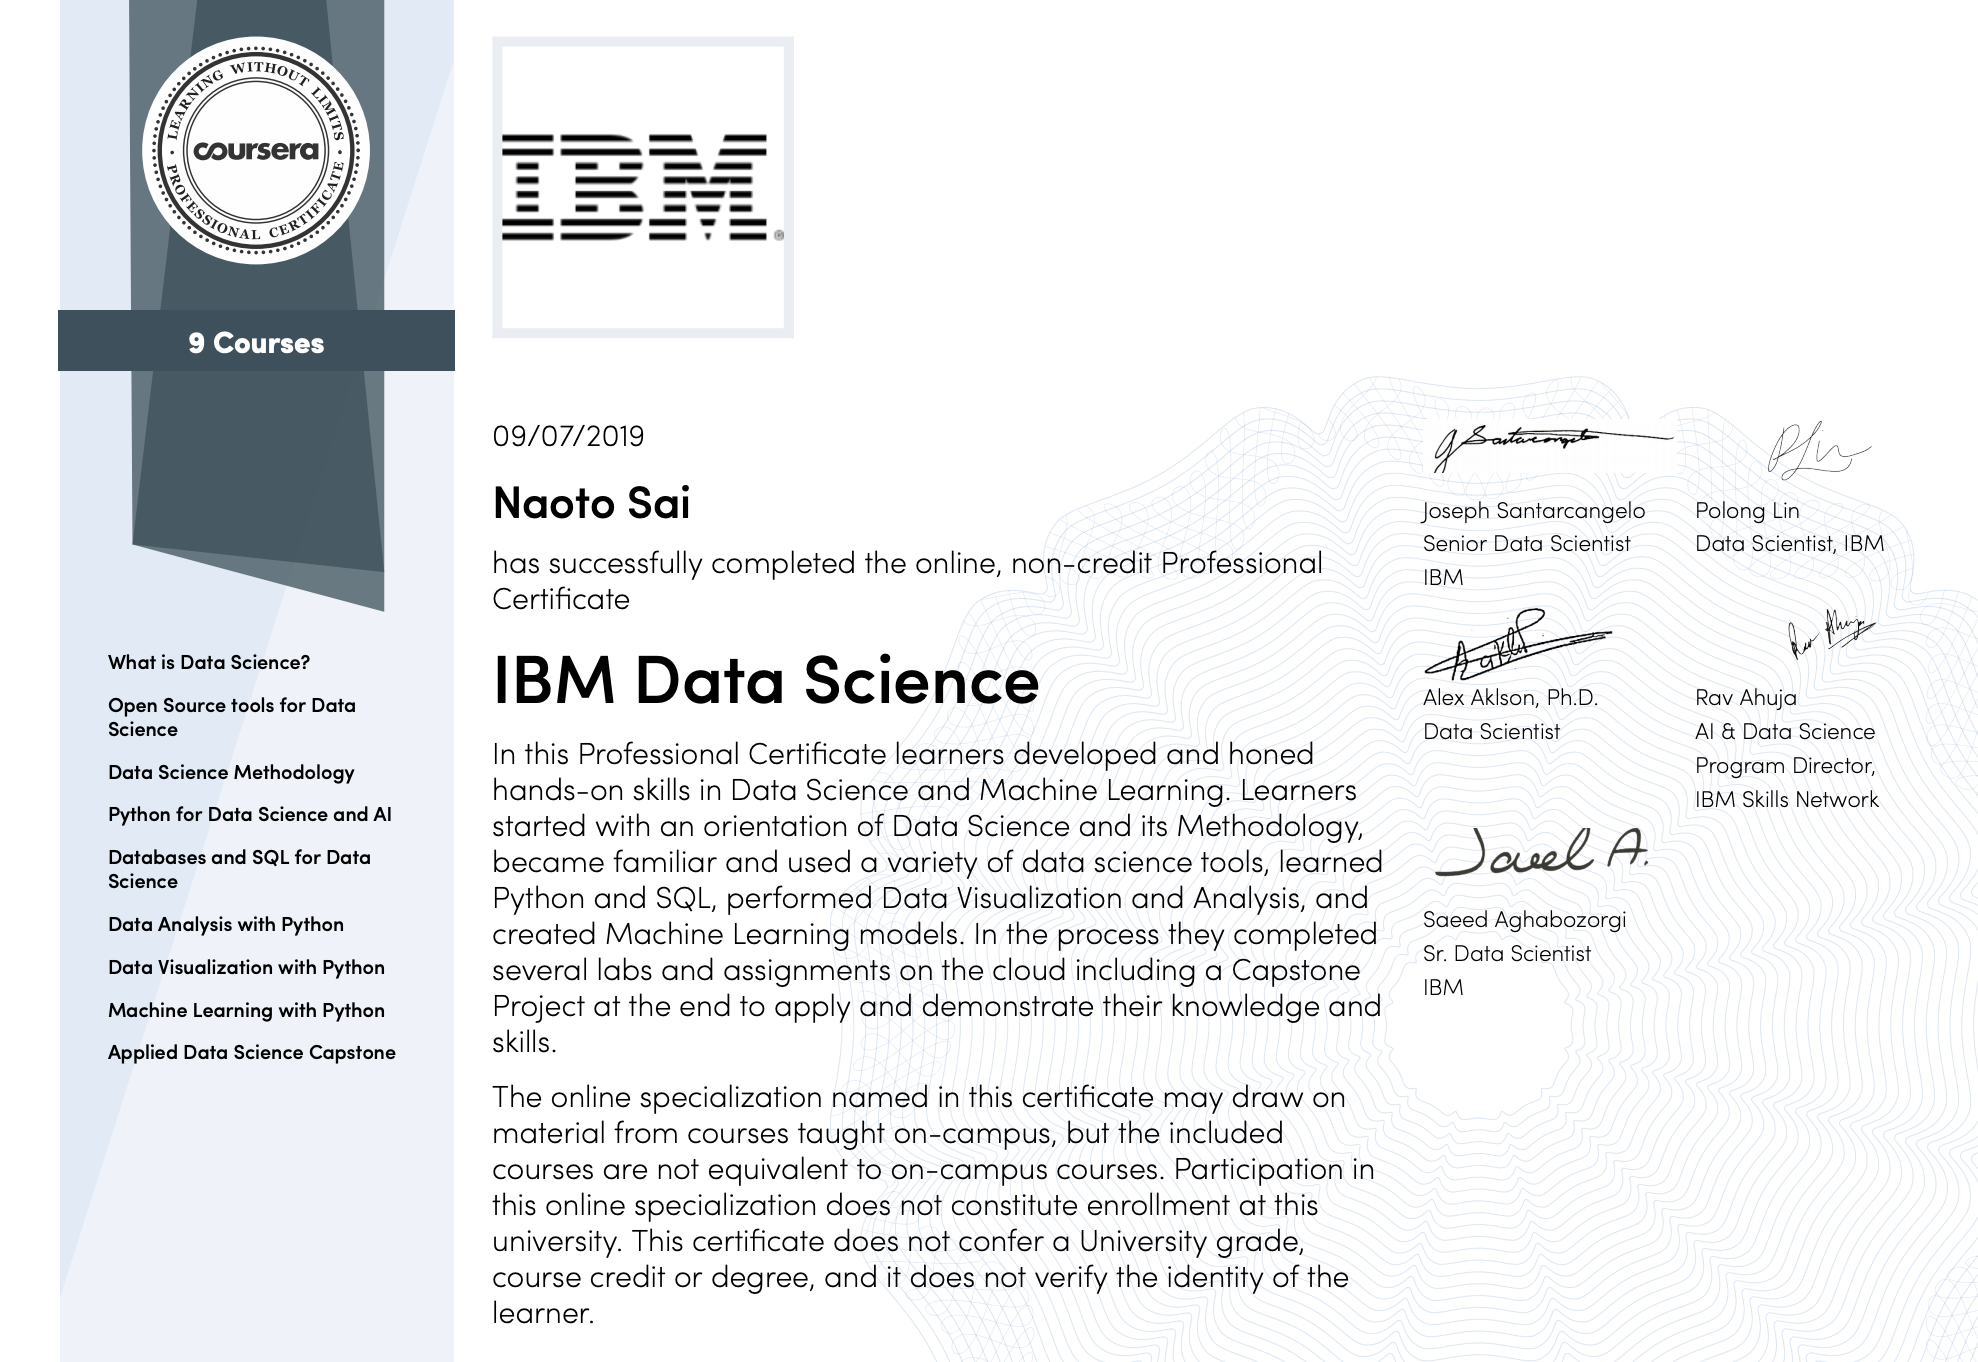 LEARNING WITHOUT LIMITS
coursera
PROFESSIONAL CERTIFICATE
9 Courses
What is Data Science?
Open Source tools for Data
Science
Data Science Methodology
Python for Data Science and AI
Databases and SQL for Data
Science
Data Analysis with Python
Data Visualization with Python
Machine Learning with Python
Applied Data Science Capstone
IBM®
09/07/2019
Naoto Sai
has successfully completed the online, non-credit Professional
Certificate
IBM Data Science
In this Professional Certificate learners developed and honed
hands-on skills in Data Science and Machine Learning. Learners
started with an orientation of Data Science and its Methodology,
became familiar and used a variety of data science tools, learned
Python and SQL, performed Data Visualization and Analysis, and
created Machine Learning models. In the process they completed
several labs and assignments on the cloud including a Capstone
Project at the end to apply and demonstrate their knowledge and
skills.
The online specialization named in this certificate may draw on
material from courses taught on-campus, but the included
courses are not equivalent to on-campus courses. Participation in
this online specialization does not constitute enrollment at this
university. This certificate does not confer a University grade,
course credit or degree, and it does not verify the identity of the
learner.
Joseph Santarcangelo
Senior Data Scientist
IBM
Polong Lin
Data Scientist, IBM
Alex Aklson, Ph.D.
Data Scientist
Rav Ahuja
AI & Data Science
Program Director,
IBM Skills Network
Saeed Aghabozorgi
Sr. Data Scientist
IBM